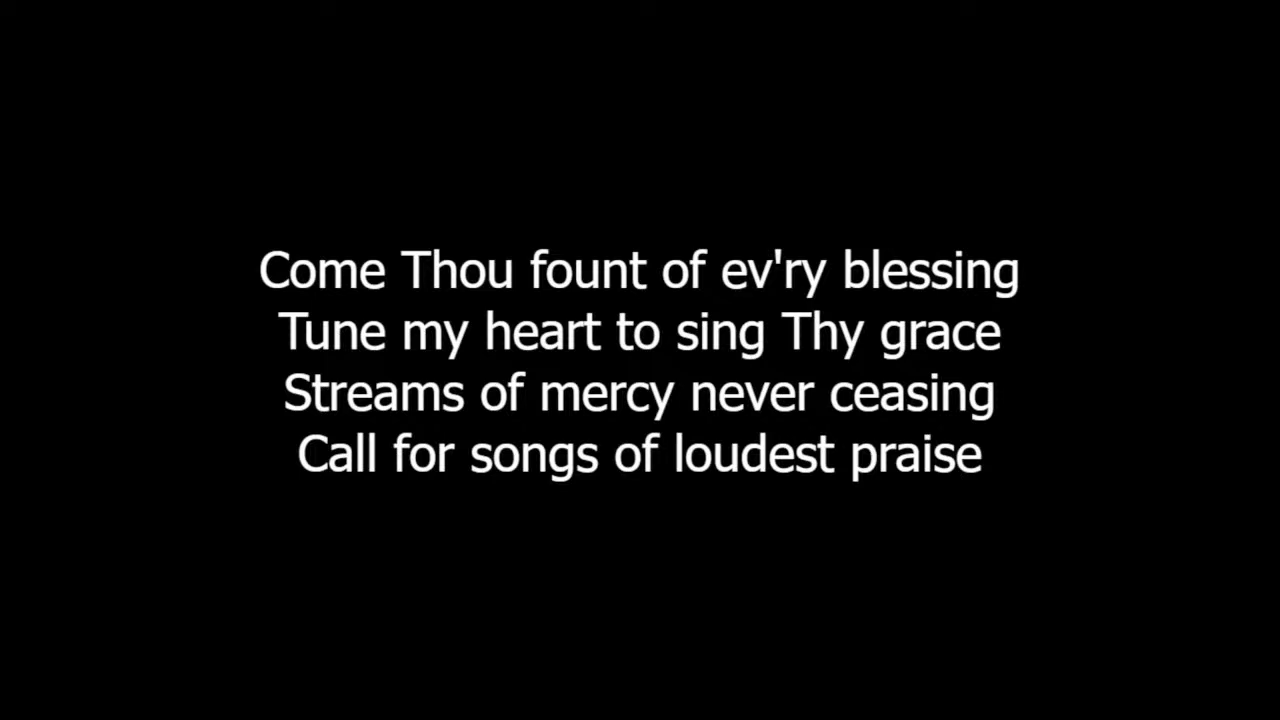 Come Thou fount of ev'ry blessing
Tune my heart to sing Thy grace
Streams of mercy never ceasing
Call for songs of loudest praise